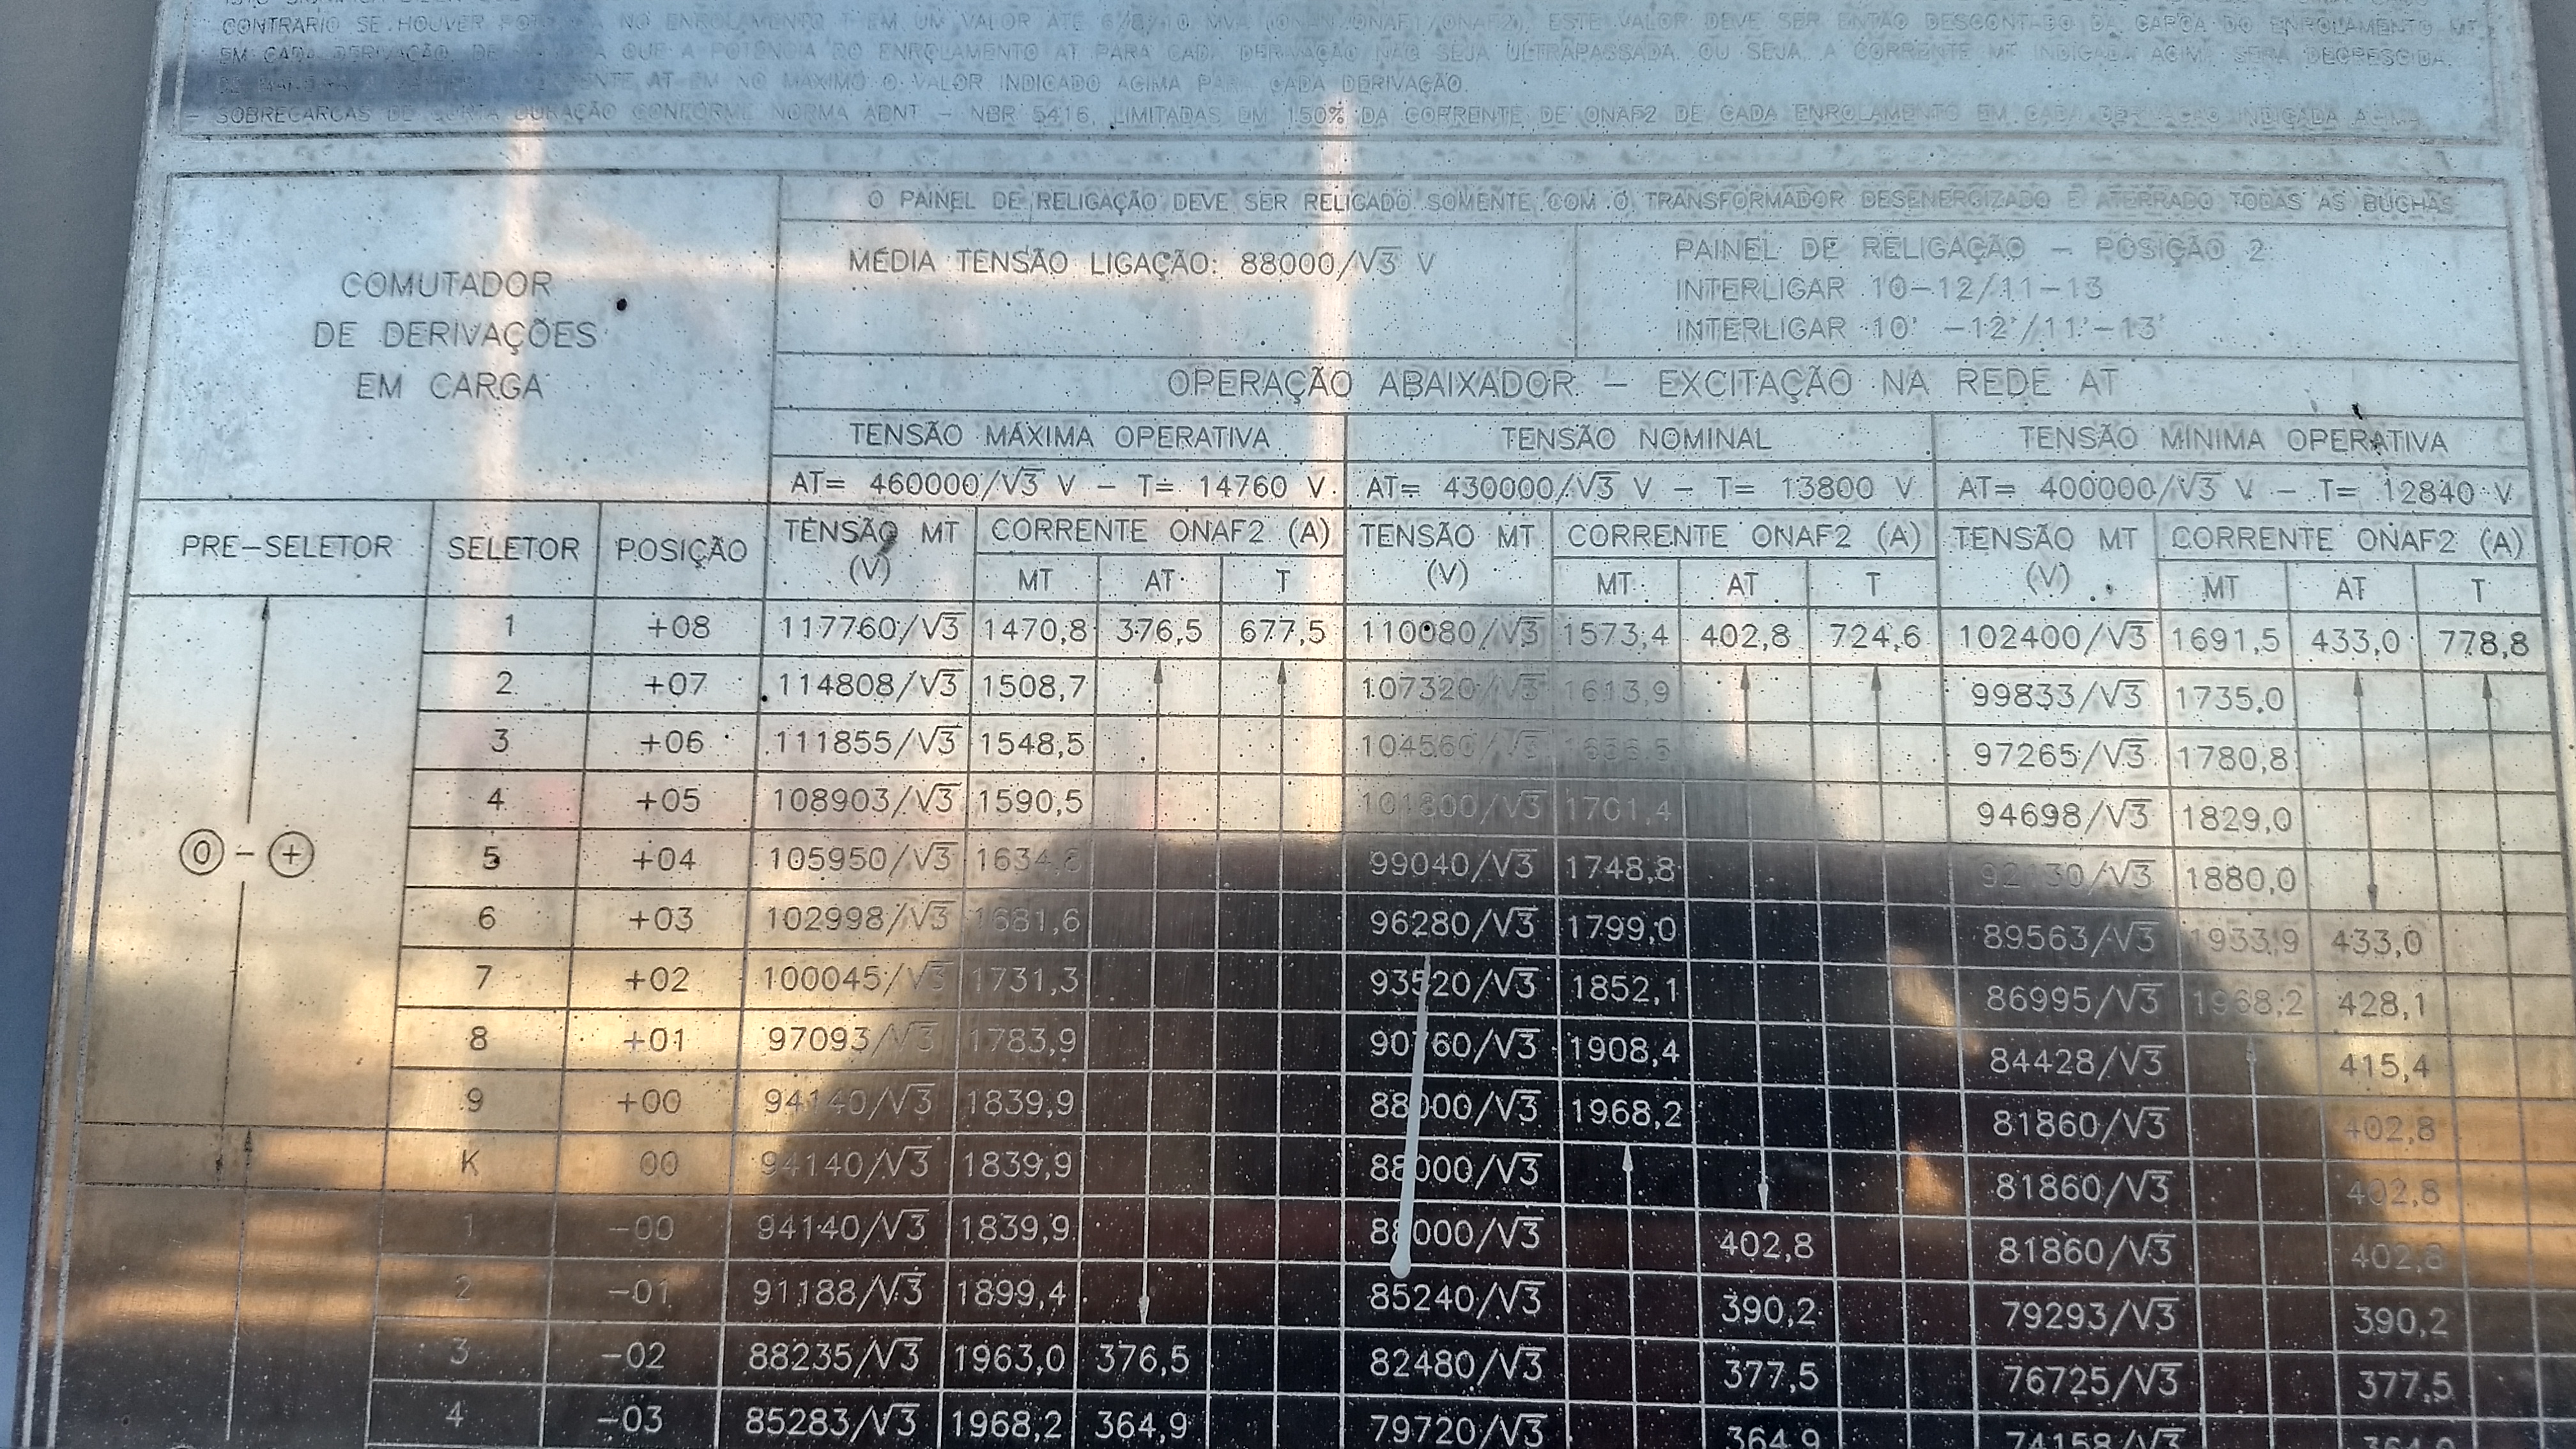 CONTRARIO SE HOUVER NO ENROLAMENTO T EM UM VALOR ATÉ 6/8/10 MVA (ONAN/ONAF1/ONAF2), ESTE VALOR DEVE SER ENTÃO DESCONTADO DA CARGA DO ENROLAMENTO MT
EM CADA DERIVAÇÃO, QUE A POTÊNCIA DO ENROLAMENTO AT PARA CADA DERIVAÇÃO NÃO SEJA ULTRAPASSADA, OU SEJA, A CORRENTE MT INDICADA ACIMA SERÁ DECRESCIDA,
AT EM NO MÁXIMO O VALOR INDICADO ACIMA PARA CADA DERIVAÇÃO.
- SOBRECARGAS DE CURTA DURAÇÃO CONFORME NORMA ABNT - NBR 5416, LIMITADAS EM 150% DA CORRENTE DE ONAF2 DE CADA ENROLAMENTO EM CADA DERIVAÇÃO INDICADA ACIMA.
O PAINEL DE RELIGAÇÃO DEVE SER RELIGADO SOMENTE COM O TRANSFORMADOR DESENERGIZADO E ATERRADO TODAS AS BUCHAS
COMUTADOR
DE DERIVAÇÕES
EM CARGA
MÉDIA TENSÃO LIGAÇÃO: 88000/√3 V
PAINEL DE RELIGAÇÃO - POSIÇÃO 2
INTERLIGAR 10-12/11-13
INTERLIGAR 10' -12'/11'-13'
OPERAÇÃO ABAIXADOR - EXCITAÇÃO NA REDE AT
TENSÃO MÁXIMA OPERATIVA TENSÃO NOMINAL TENSÃO MINIMA OPERATIVA
AT= 460000/√3 V - T= 14760 V AT= 430000/√3 V - T= 13800 V AT= 400000/√3 V - T= 12840 V
PRE-SELETOR SELETOR POSIÇÃO TENSÃO MT (V) CORRENTE ONAF2 (A) TENSÃO MT (V) CORRENTE ONAF2 (A) TENSÃO MT (V) CORRENTE ONAF2 (A)
MT AT T MT AT T MT AT T
1 +08 117760/√3 1470,8 376,5 677,5 110080/√3 1573,4 402,8 724,6 102400/√3 1691,5 433,0 778,8
2 +07 114808/√3 1508,7 107320/√3 1613,9 99833/√3 1735,0
3 +06 111855/√3 1548,5 104560/√3 1656,5 97265/√3 1780,8
4 +05 108903/√3 1590,5 101800/√3 1701,4 94698/√3 1829,0
0 - + 5 +04 105950/√3 1634,8 99040/√3 1748,8 92130/√3 1880,0
6 +03 102998/√3 1681,6 96280/√3 1799,0 89563/√3 1933,9 433,0
7 +02 100045/√3 1731,3 93520/√3 1852,1 86995/√3 1968,2 428,1
8 +01 97093/√3 1783,9 90760/√3 1908,4 84428/√3 415,4
9 +00 94140/√3 1839,9 88000/√3 1968,2 81860/√3 402,8
K 00 94140/√3 1839,9 88000/√3 81860/√3 402,8
1 -00 94140/√3 1839,9 88000/√3 402,8 81860/√3 402,8
2 -01 91188/√3 1899,4 85240/√3 390,2 79293/√3 390,2
3 -02 88235/√3 1963,0 376,5 82480/√3 377,5 76725/√3 377,5
4 -03 85283/√3 1968,2 364,9 79720/√3 364,9 74158/√3 364,9